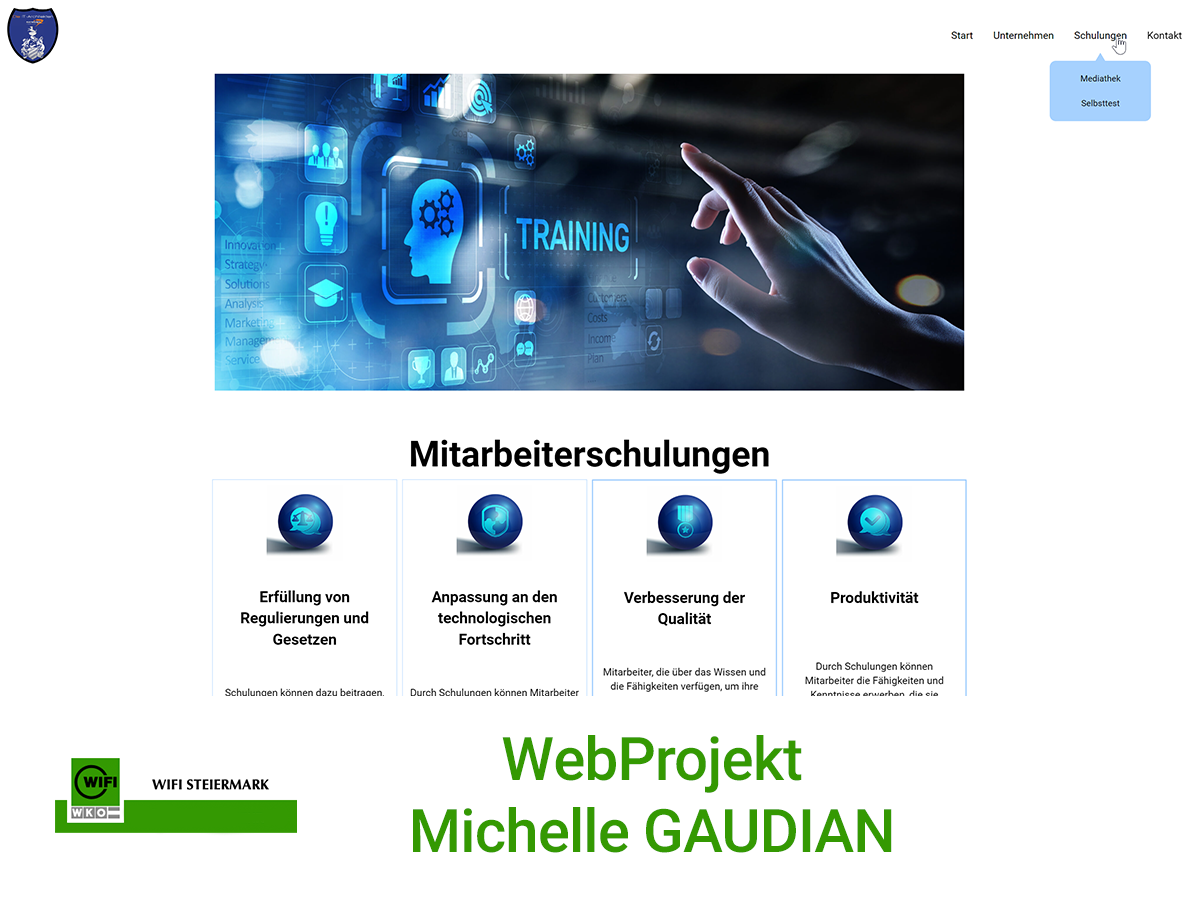 Start Unternehmen Schulungen Kontakt
Mediathek
Selbsttest
TRAINING
Innovation
Strategy
Solutions
Analysis
Marketing
Management
Service
Customers
Costs
Income
Plan
Mitarbeiterschulungen
Erfüllung von
Regulierungen und
Gesetzen
Schulungen können dazu beitragen,
Anpassung an den
technologischen
Fortschritt
Durch Schulungen können Mitarbeiter
Verbesserung der
Qualität
Mitarbeiter, die über das Wissen und
die Fähigkeiten verfügen, um ihre
Produktivität
Durch Schulungen können
Mitarbeiter die Fähigkeiten und
Kenntnisse erwerben, die sie
WIFI
WKO
WIFI STEIERMARK
WebProjekt
Michelle GAUDIAN